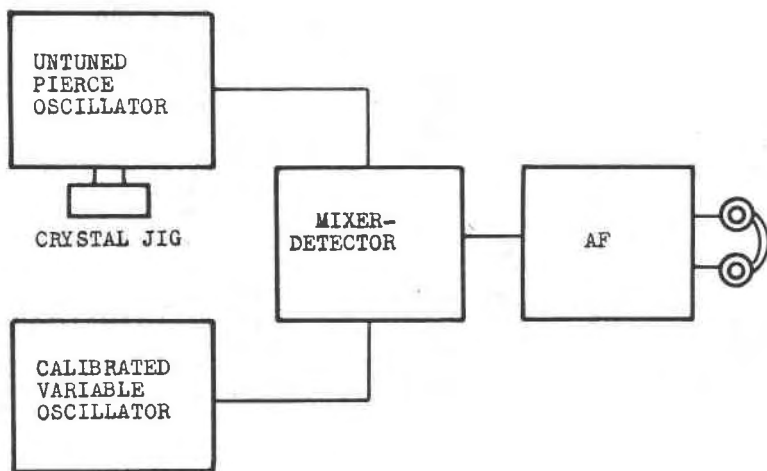 UNTUNED
PIERCE
OSCILLATOR
CRYSTAL JIG
MIXER-
DETECTOR
AF
CALIBRATED
VARIABLE
OSCILLATOR